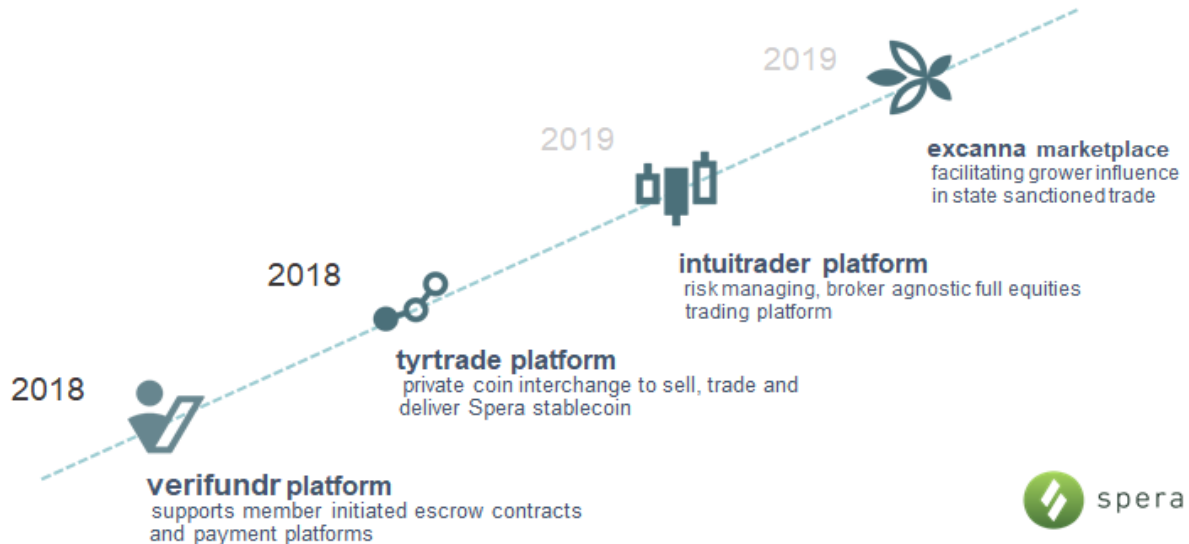 2019
excanna marketplace
facilitating grower influence
in state sanctioned trade
2019
intuitrader platform
risk managing, broker agnostic full equities
trading platform
2018
tyrtrade platform
private coin interchange to sell, trade and
deliver Spera stablecoin
2018
verifundr platform
supports member initiated escrow contracts
and payment platforms
spera